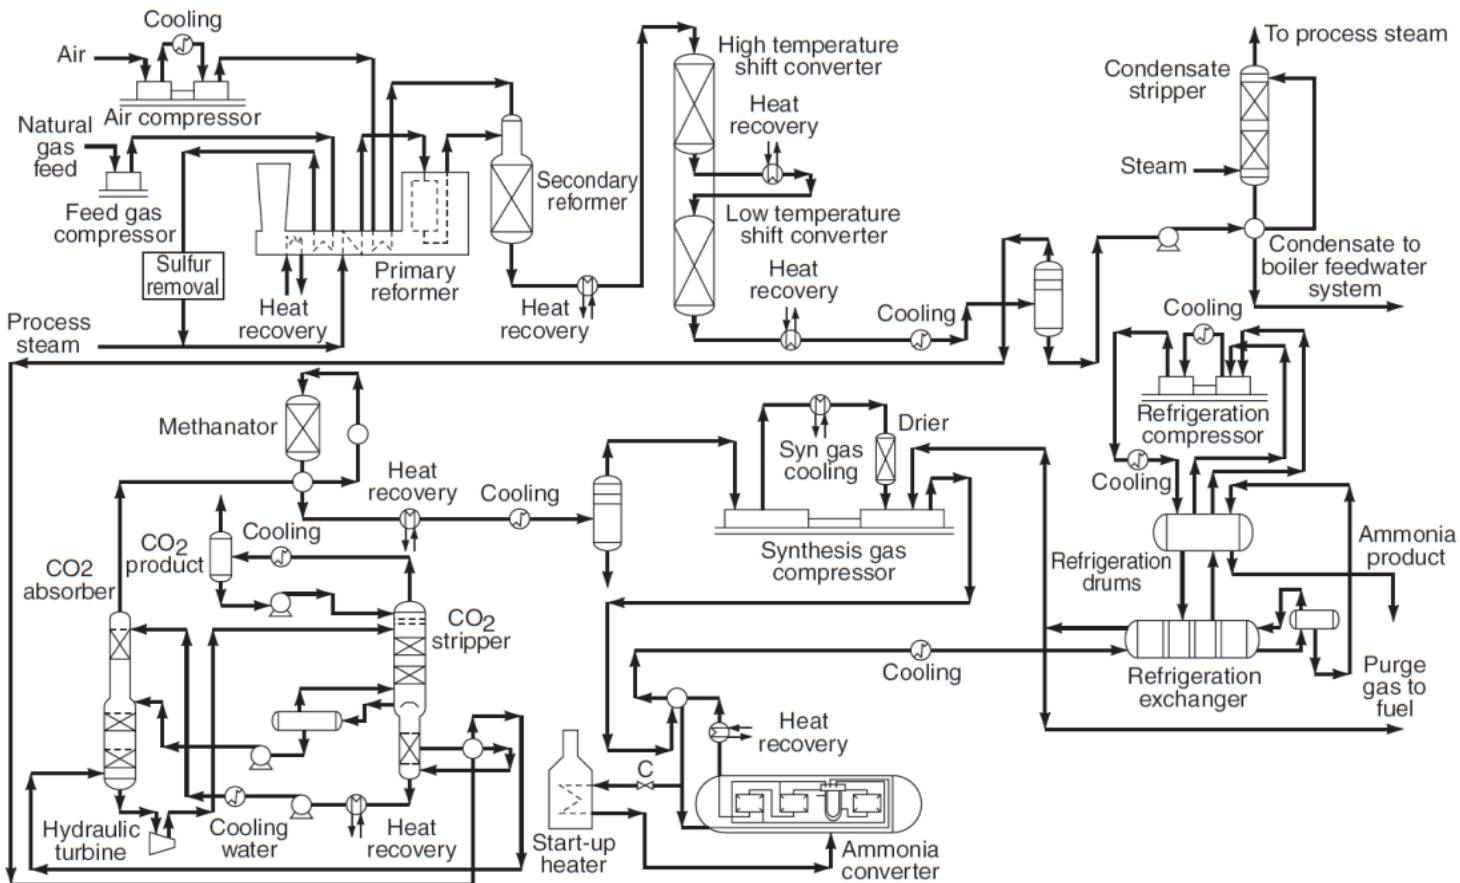 Cooling
Air
Air compressor
Natural
gas
feed
Feed gas
compressor
Sulfur
removal
Process
steam
Heat
recovery
Primary
reformer
Secondary
reformer
Heat
recovery
High temperature
shift converter
Heat
recovery
Low temperature
shift converter
Heat
recovery
Cooling
To process steam
Condensate
stripper
Steam
Condensate to
boiler feedwater
system
Cooling
Refrigeration
compressor
Cooling
Methanator
Heat
recovery
Cooling
Syn gas
cooling
Drier
Synthesis gas
compressor
Refrigeration
drums
Ammonia
product
Refrigeration
exchanger
Purge
gas to
fuel
CO2
absorber
CO2
product
Cooling
CO2
stripper
Hydraulic
turbine
Cooling
water
Heat
recovery
Cooling
Heat
recovery
C
Start-up
heater
Ammonia
converter